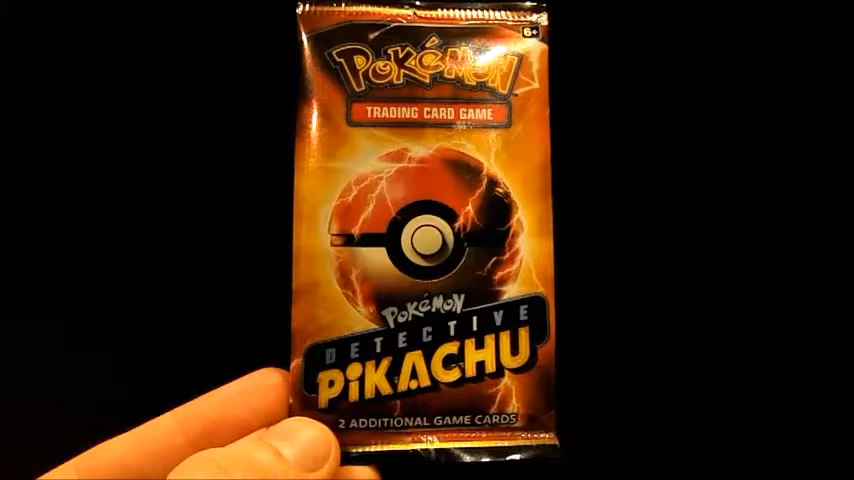 6+
POKéMON
TRADING CARD GAME
POKéMON
DETECTIVE
PiKACHU
2 ADDITIONAL GAME CARDS